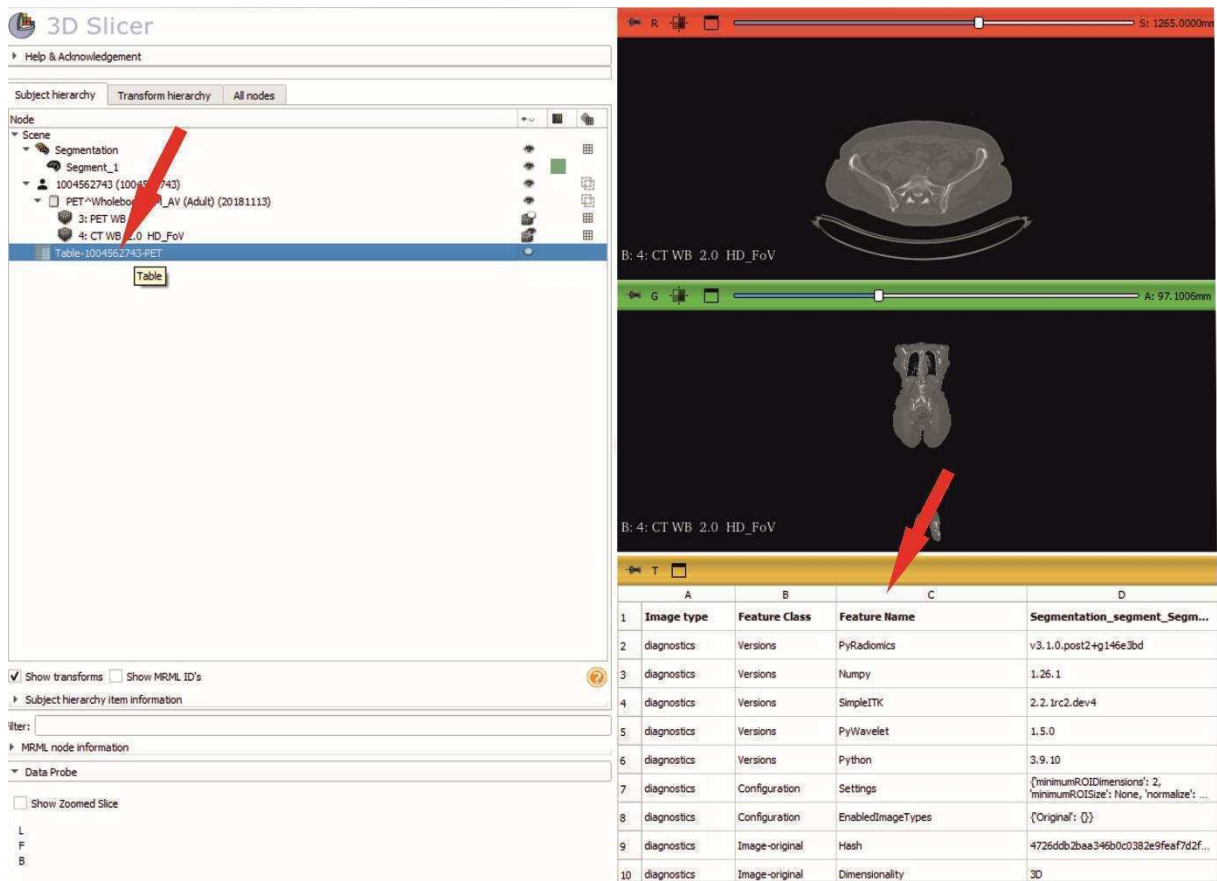 3D Slicer
Help & Acknowledgement
Subject hierarchy Transform hierarchy All nodes
Node
Scene
Segmentation
Segment_1
1004562743
PET^Wholebo _AV (Adult) (20181113)
3: PET WB
4: CT WB 2.0 HD_FoV
Table-1004562743-PET
Table
Show transforms Show MRML ID's
Subject hierarchy item information
MRML node information
Data Probe
Show Zoomed Slice
L
F
B
R S: 1265.0000mm
B: 4: CT WB 2.0 HD_FoV
G A: 97.1006mm
B: 4: CT WB 2.0 HD_FoV
T
A B C D
1 Image type Feature Class Feature Name Segmentation_segment_Segm...
2 diagnostics Versions PyRadiomics v3.1.0.post2+g146e3bd
3 diagnostics Versions Numpy 1.26.1
4 diagnostics Versions SimpleITK 2.2.1rc2.dev4
5 diagnostics Versions PyWavelet 1.5.0
6 diagnostics Versions Python 3.9.10
7 diagnostics Configuration Settings {'minimumROIDimensions': 2,
'minimumROISize': None, 'normalize': ...
8 diagnostics Configuration EnabledImageTypes {'Original': {}}
9 diagnostics Image-original Hash 4726ddb2baa346b0c0382e9feaf7d2f...
10 diagnostics Image-original Dimensionality 3D